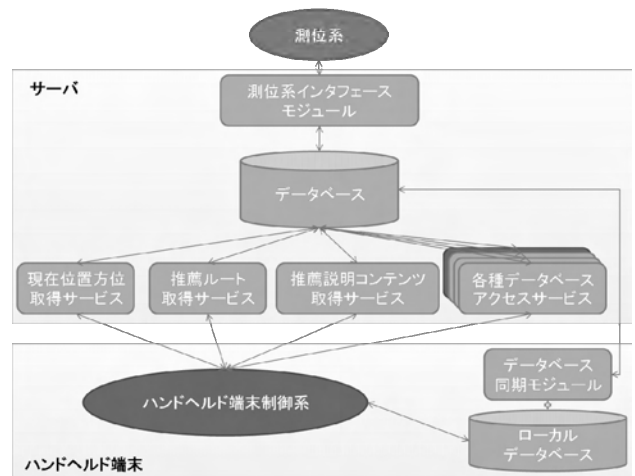 測位系
サーバ
測位系インタフェース
モジュール
データベース
現在位置方位
取得サービス
推薦ルート
取得サービス
推薦説明コンテンツ
取得サービス
各種データベース
アクセスサービス
データベース
同期モジュール
ハンドヘルド端末制御系
ローカル
データベース
ハンドヘルド端末